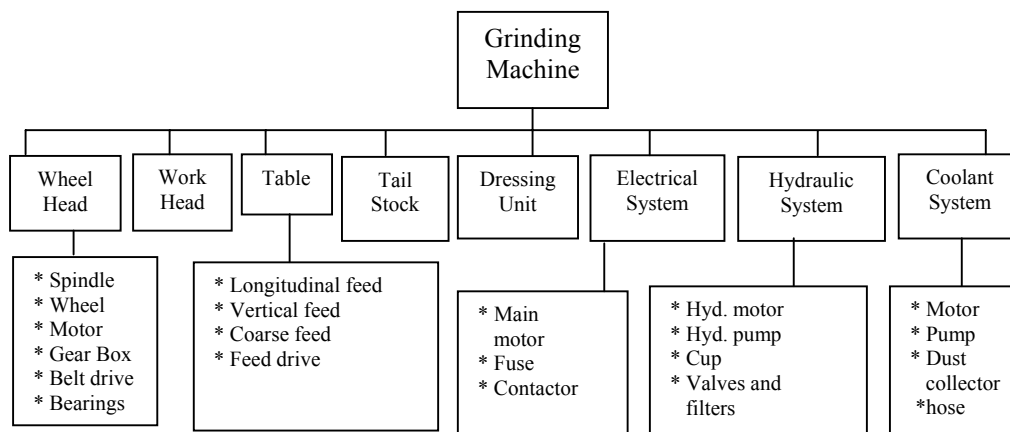 Grinding
Machine
Wheel
Head
Work
Head
Table
Tail
Stock
Dressing
Unit
Electrical
System
Hydraulic
System
Coolant
System
* Spindle
* Wheel
* Motor
* Gear Box
* Belt drive
* Bearings
* Longitudinal feed
* Vertical feed
* Coarse feed
* Feed drive
* Main
motor
* Fuse
* Contactor
* Hyd. motor
* Hyd. pump
* Cup
* Valves and
filters
* Motor
* Pump
* Dust
collector
*hose